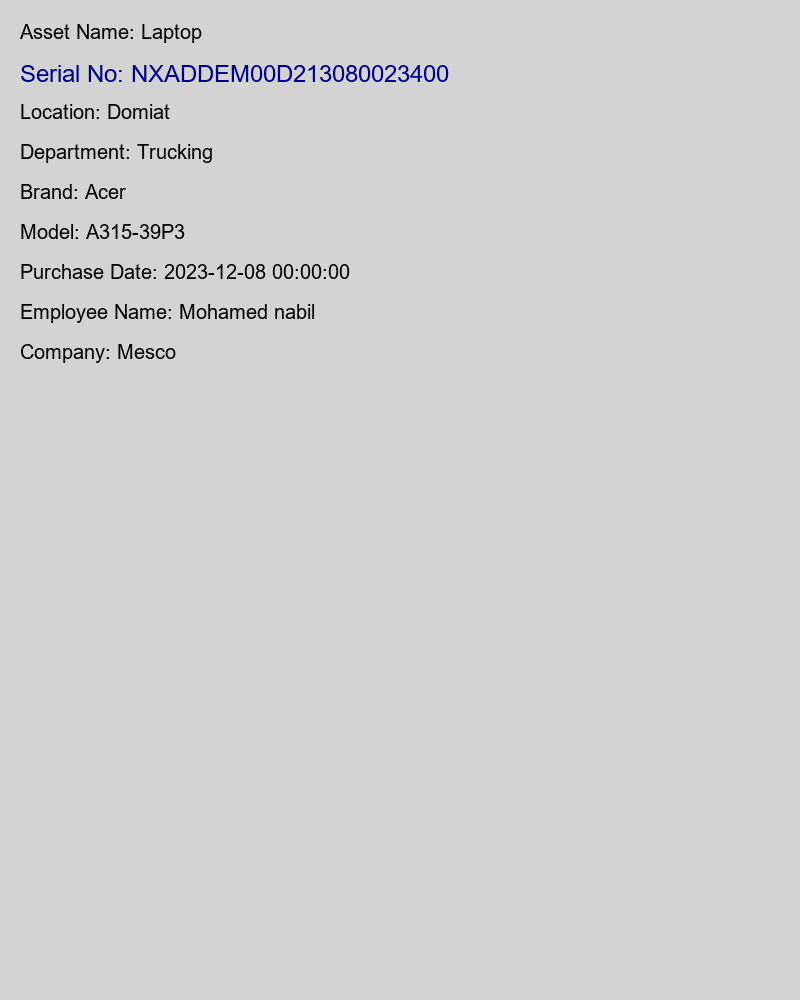 Asset Name: Laptop
Serial No: NXADDEM00D213080023400
Location: Domiat
Department: Trucking
Brand: Acer
Model: A315-39P3
Purchase Date: 2023-12-08 00:00:00
Employee Name: Mohamed nabil
Company: Mesco